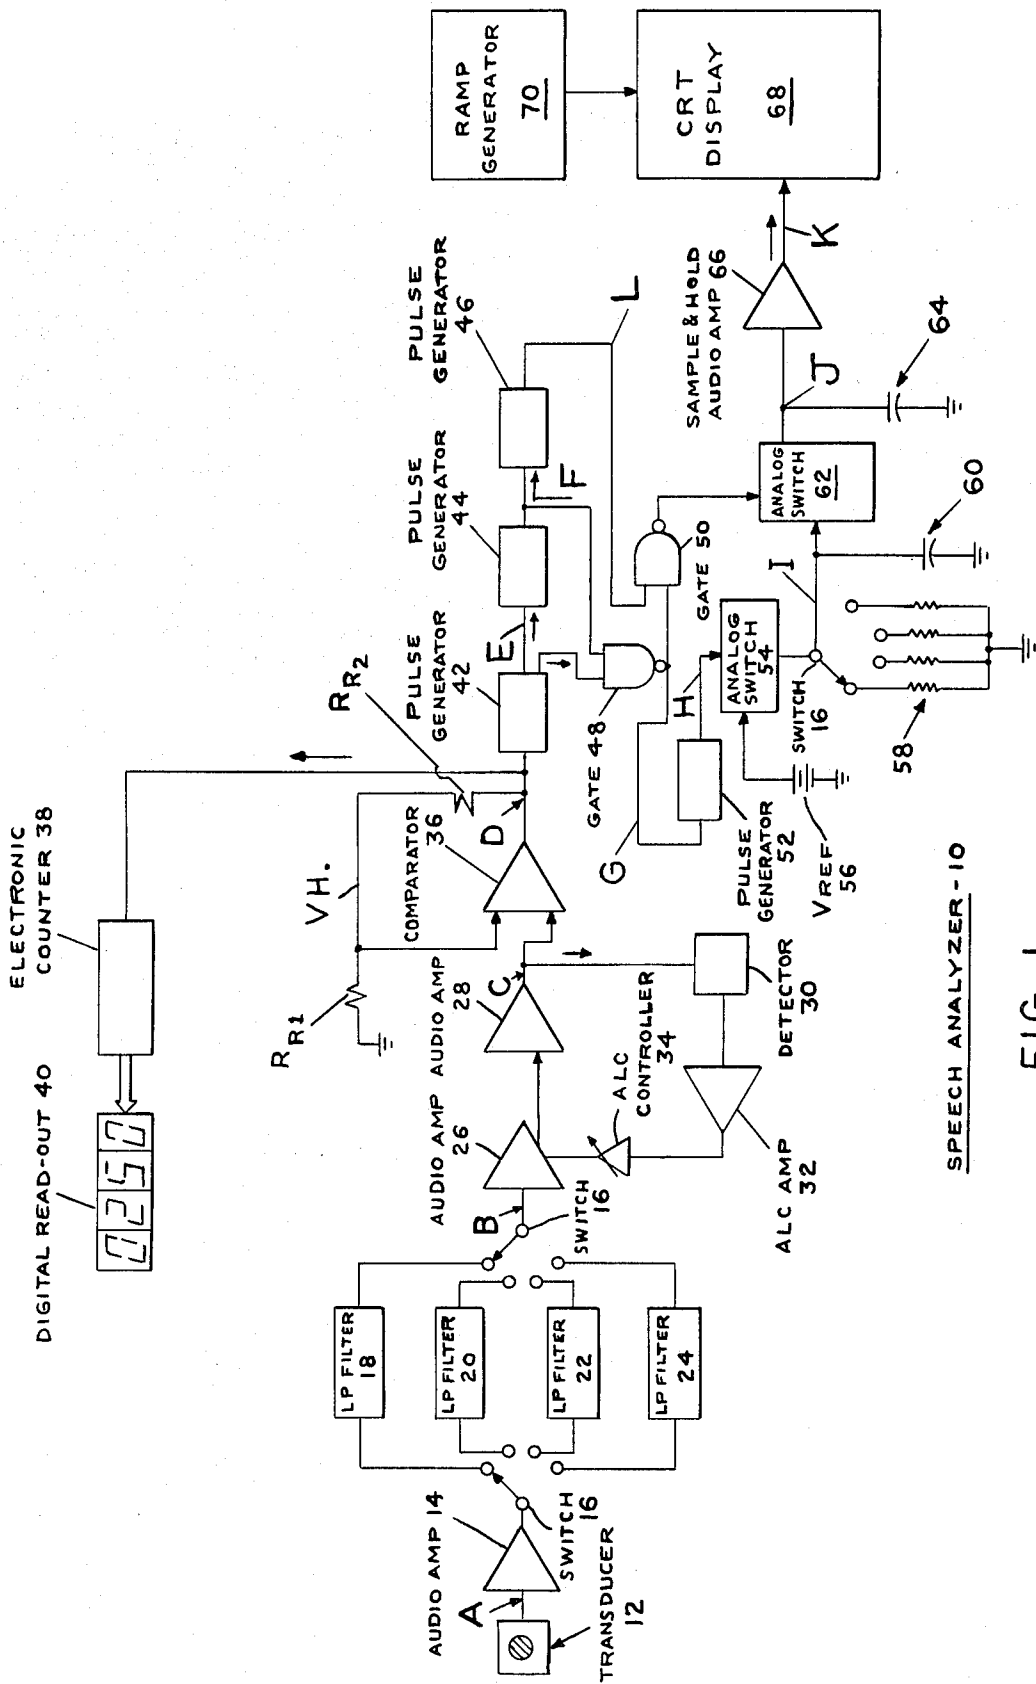 ELECTRONIC
COUNTER 38
DIGITAL READ-OUT 40
0250
RAMP
GENERATOR
70
CRT
DISPLAY
68
PULSE
GENERATOR
42
PULSE
GENERATOR
44
PULSE
GENERATOR
46
RR2
VH.
RR1
COMPARATOR
36
D
E
F
L
GATE 48
GATE 50
G
H
PULSE
GENERATOR
52
ANALOG
SWITCH
54
VREF
56
SWITCH
16
58
I
60
ANALOG
SWITCH
62
J
64
SAMPLE & HOLD
AUDIO AMP 66
K
TRANSDUCER
12
A
AUDIO AMP 14
SWITCH
16
LP FILTER
18
LP FILTER
20
LP FILTER
22
LP FILTER
24
SWITCH
16
B
AUDIO AMP
26
AUDIO AMP
28
C
ALC
CONTROLLER
34
DETECTOR
30
ALC AMP
32
SPEECH ANALYZER-10